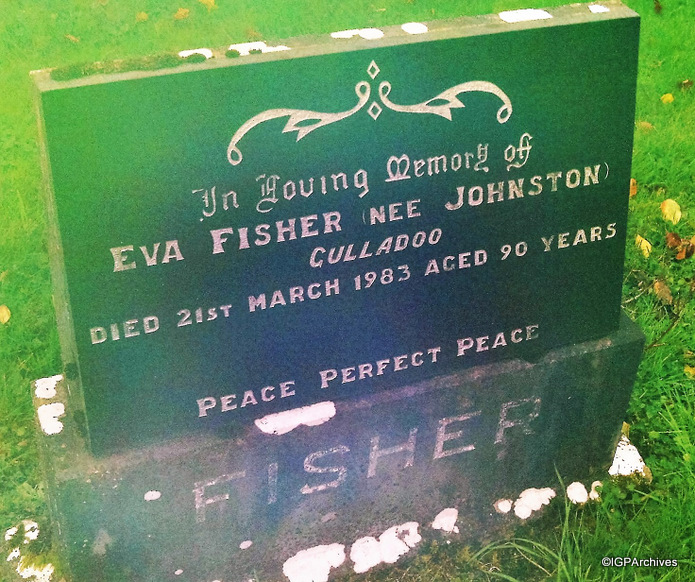 In Loving Memory of
EVA FISHER (NEE JOHNSTON)
GULLADOO
DIED 21ST MARCH 1983 AGED 90 YEARS
PEACE PERFECT PEACE
FISHER
©IGPArchives